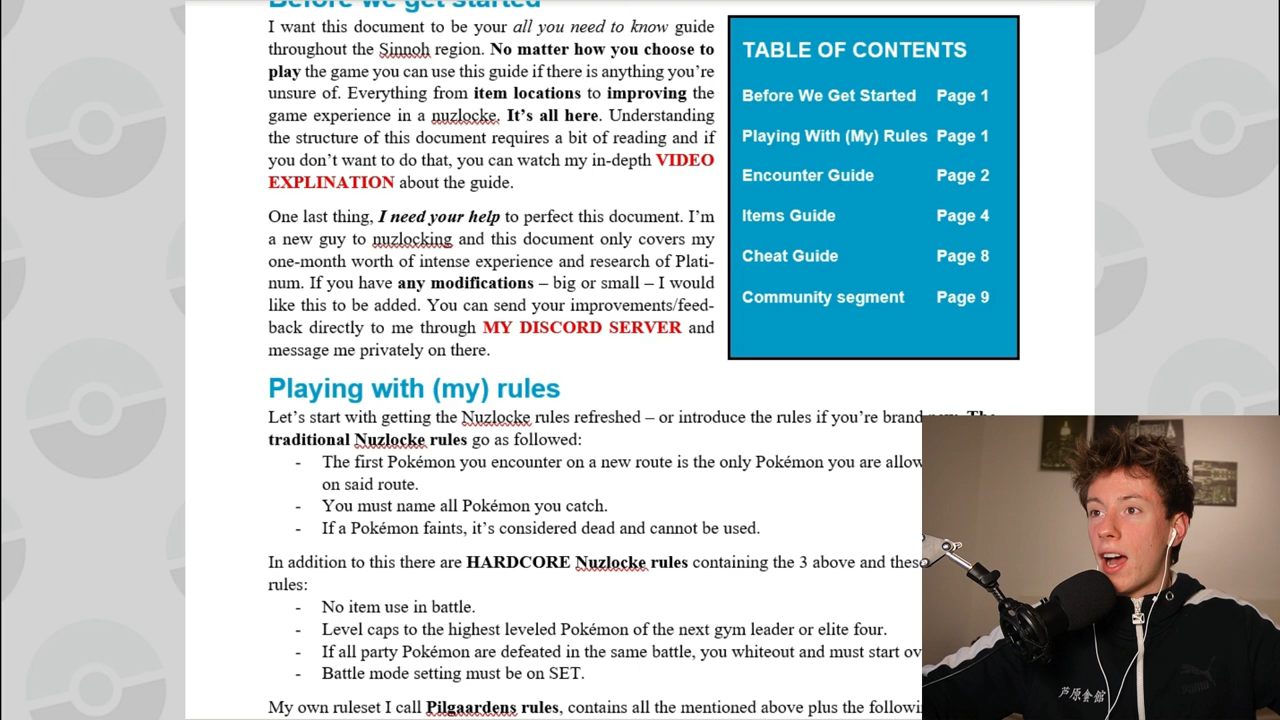 Before we get started
I want this document to be your all you need to know guide
throughout the Sinnoh region. No matter how you choose to
play the game you can use this guide if there is anything you’re
unsure of. Everything from item locations to improving the
game experience in a nuzlocke. It’s all here. Understanding
the structure of this document requires a bit of reading and if
you don’t want to do that, you can watch my in-depth VIDEO
EXPLINATION about the guide.
One last thing, I need your help to perfect this document. I’m
a new guy to nuzlocking and this document only covers my
one-month worth of intense experience and research of Plati-
num. If you have any modifications – big or small – I would
like this to be added. You can send your improvements/feed-
back directly to me through MY DISCORD SERVER and
message me privately on there.
TABLE OF CONTENTS
Before We Get Started Page 1
Playing With (My) Rules Page 1
Encounter Guide Page 2
Items Guide Page 4
Cheat Guide Page 8
Community segment Page 9
Playing with (my) rules
Let’s start with getting the Nuzlocke rules refreshed – or introduce the rules if you’re brand new. The
traditional Nuzlocke rules go as followed:
- The first Pokémon you encounter on a new route is the only Pokémon you are allow
on said route.
- You must name all Pokémon you catch.
- If a Pokémon faints, it’s considered dead and cannot be used.
In addition to this there are HARDCORE Nuzlocke rules containing the 3 above and these
rules:
- No item use in battle.
- Level caps to the highest leveled Pokémon of the next gym leader or elite four.
- If all party Pokémon are defeated in the same battle, you whiteout and must start ov
- Battle mode setting must be on SET.
My own ruleset I call Pilgaardens rules, contains all the mentioned above plus the followi